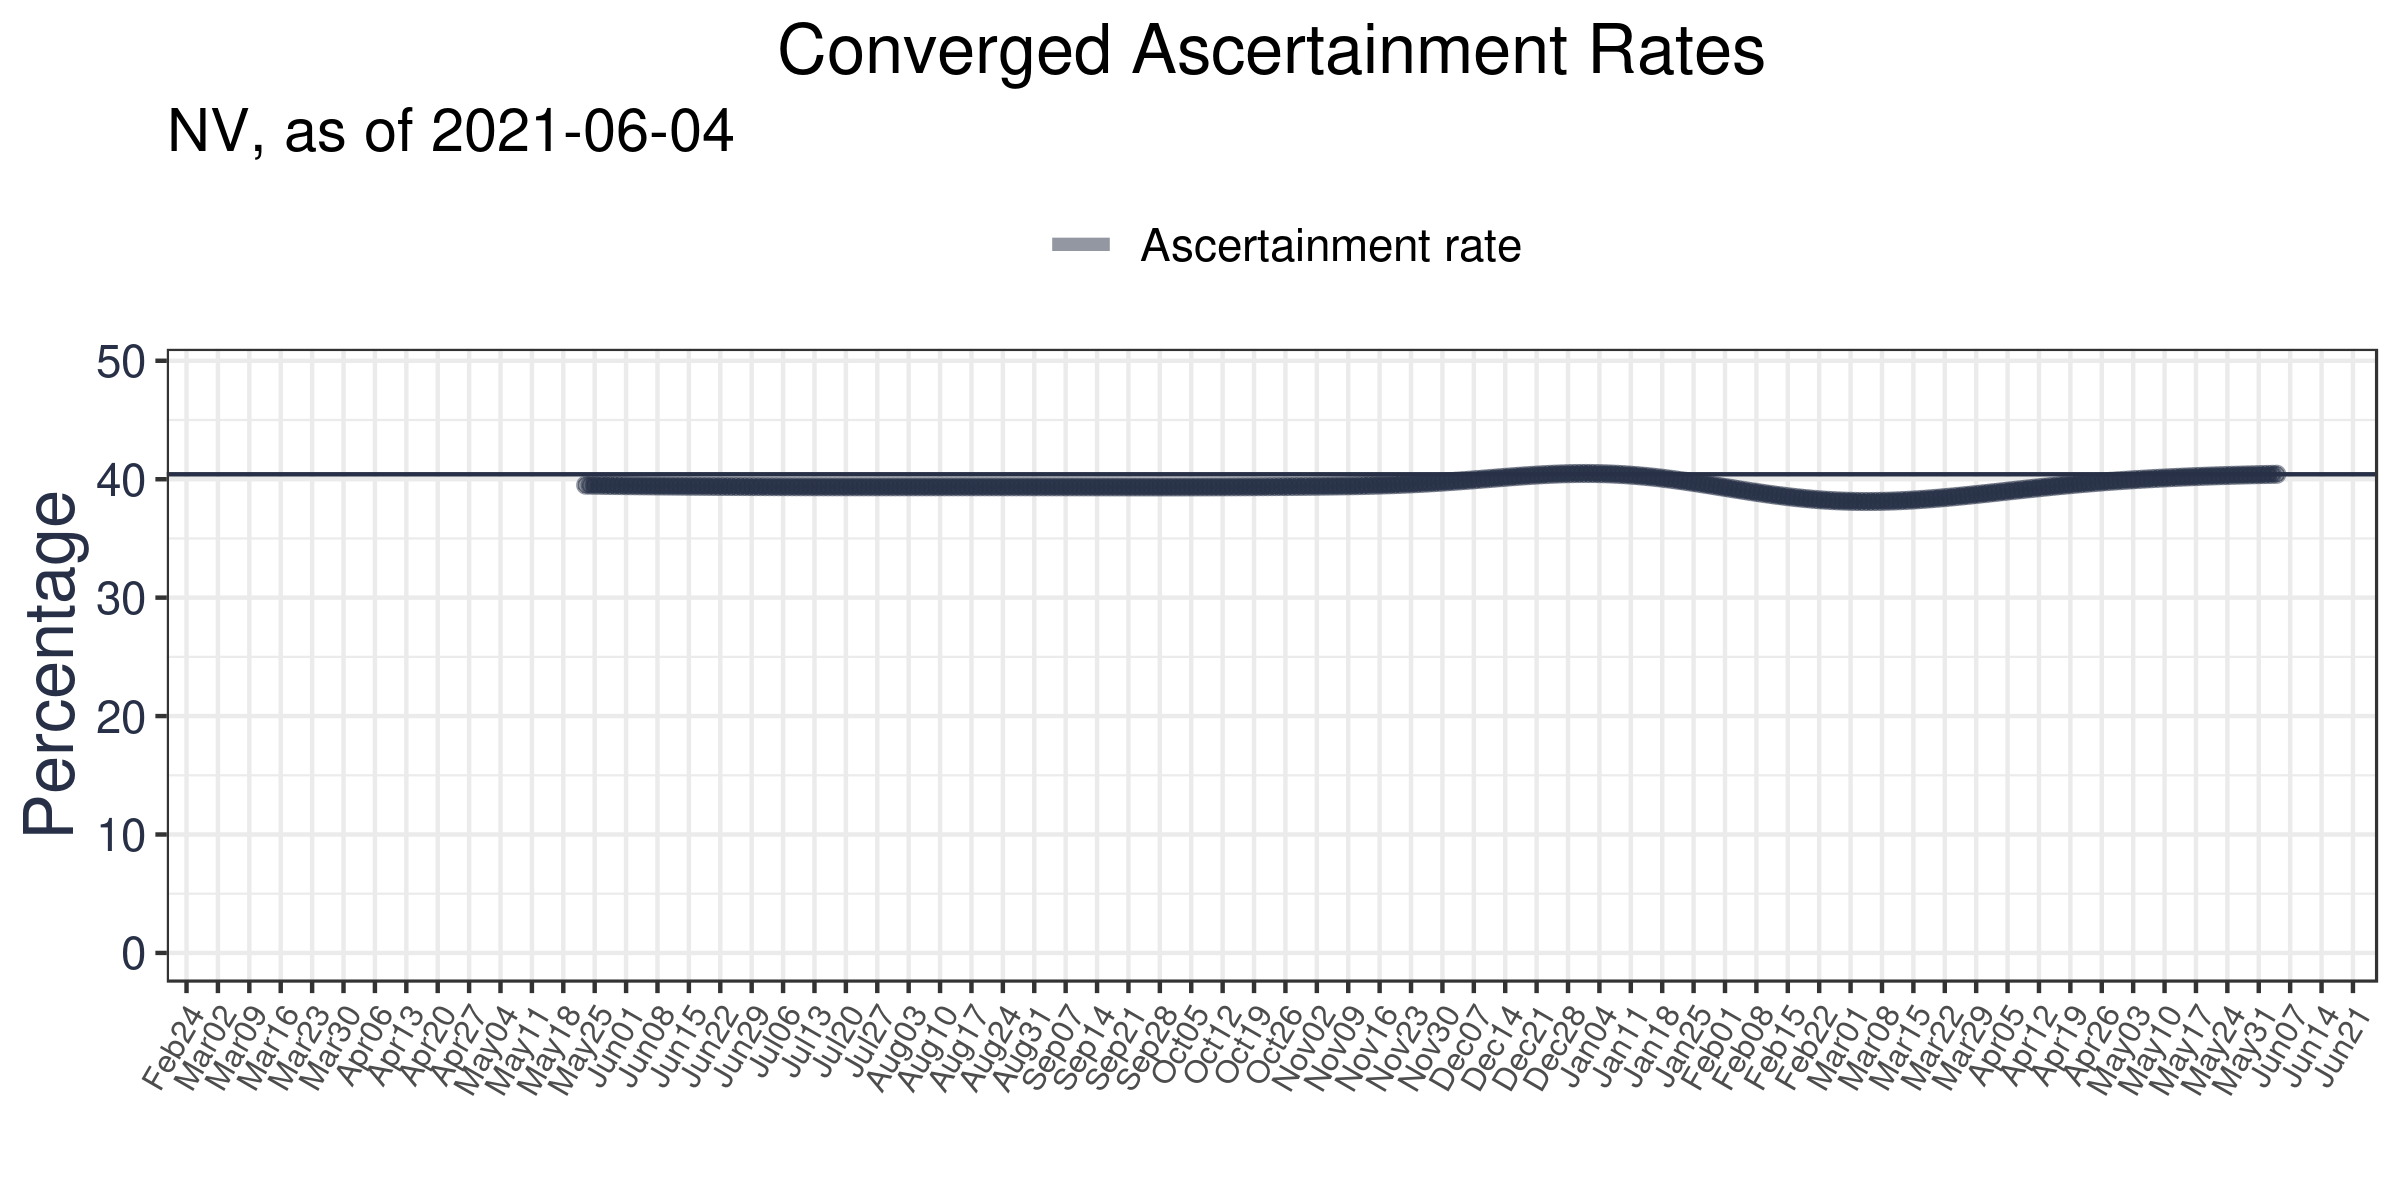 Converged Ascertainment Rates
NV, as of 2021-06-04
Ascertainment rate
Percentage
50
40
30
20
10
0
Feb24
Mar02
Mar09
Mar16
Mar23
Mar30
Apr06
Apr13
Apr20
Apr27
May04
May11
May18
May25
Jun01
Jun08
Jun15
Jun22
Jun29
Jul06
Jul13
Jul20
Jul27
Aug03
Aug10
Aug17
Aug24
Aug31
Sep07
Sep14
Sep21
Sep28
Oct05
Oct12
Oct19
Oct26
Nov02
Nov09
Nov16
Nov23
Nov30
Dec07
Dec14
Dec21
Dec28
Jan04
Jan11
Jan18
Jan25
Feb01
Feb08
Feb15
Feb22
Mar01
Mar08
Mar15
Mar22
Mar29
Apr05
Apr12
Apr19
Apr26
May03
May10
May17
May24
May31
Jun07
Jun14
Jun21